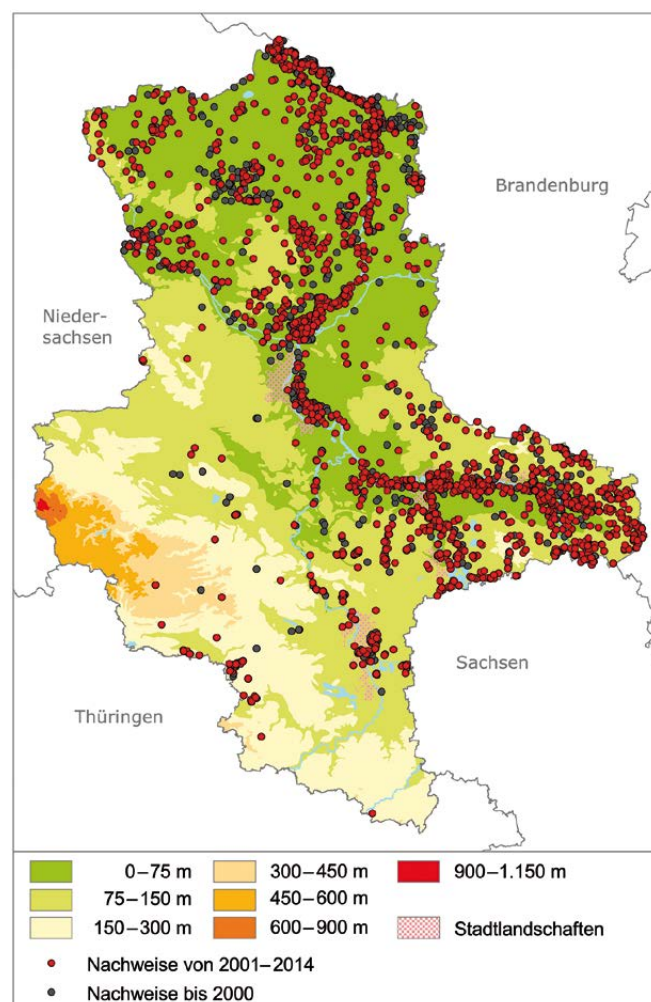 Brandenburg
Nieder-
sachsen
Sachsen
Thüringen
0–75 m
300–450 m
900–1.150 m
75–150 m
450–600 m
150–300 m
600–900 m
Stadtlandschaften
Nachweise von 2001–2014
Nachweise bis 2000